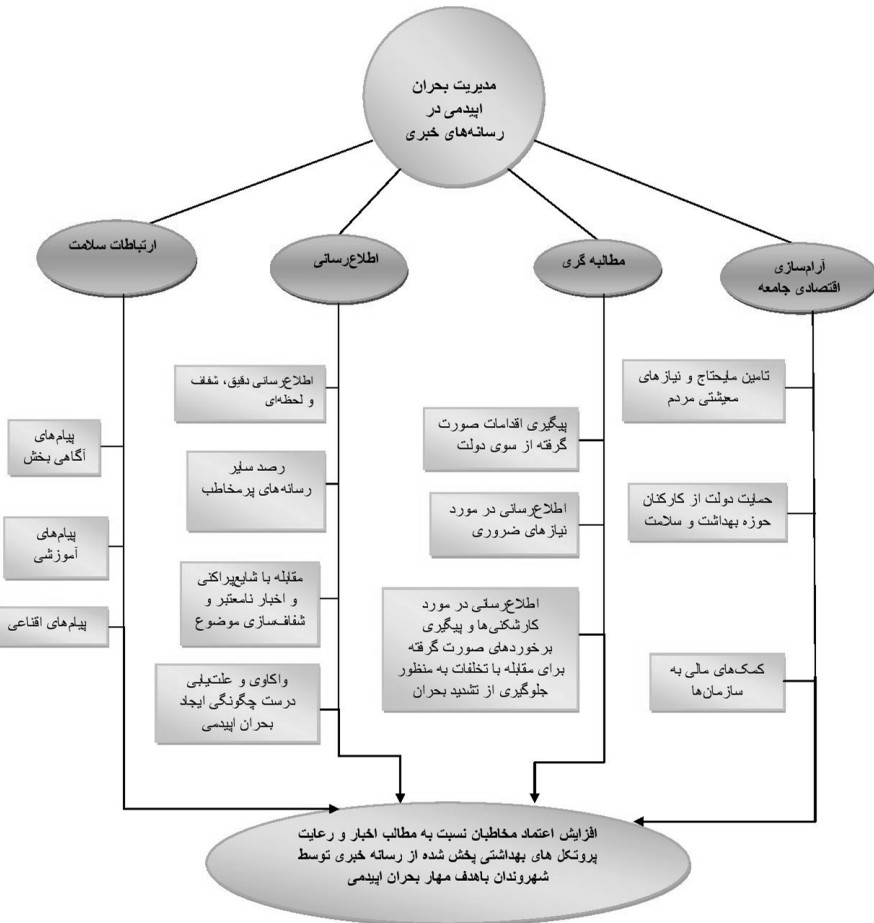 مدیریت بحران
اپیدمی در
رسانه‌های خبری
آرام‌سازی
اقتصادی جامعه
مطالبه گری
اطلاع‌رسانی
ارتباطات سلامت
تامین مایحتاج و نیازهای
معیشتی مردم
حمایت دولت از کارکنان
حوزه بهداشت و سلامت
کمک‌های مالی به
سازمان‌ها
پیگیری اقدامات صورت
گرفته از سوی دولت
اطلاع‌رسانی در مورد
نیازهای ضروری
اطلاع‌رسانی در مورد
کارشکنی‌ها و پیگیری
برخوردهای صورت گرفته
برای مقابله با تخلفات به منظور
جلوگیری از تشدید بحران
اطلاع‌رسانی دقیق، شفاف
و لحظه‌ای
رصد سایر
رسانه‌های پرمخاطب
مقابله با شایع‌پراکنی
و اخبار نامعتبر و
شفاف‌سازی موضوع
واکاوی و علت‌یابی
درست چگونگی ایجاد
بحران اپیدمی
پیام‌های
آگاهی بخش
پیام‌های
آموزشی
پیام‌های اقناعی
افزایش اعتماد مخاطبان نسبت به مطالب اخبار و رعایت
پروتکل های بهداشتی پخش شده از رسانه خبری توسط
شهروندان باهدف مهار بحران اپیدمی